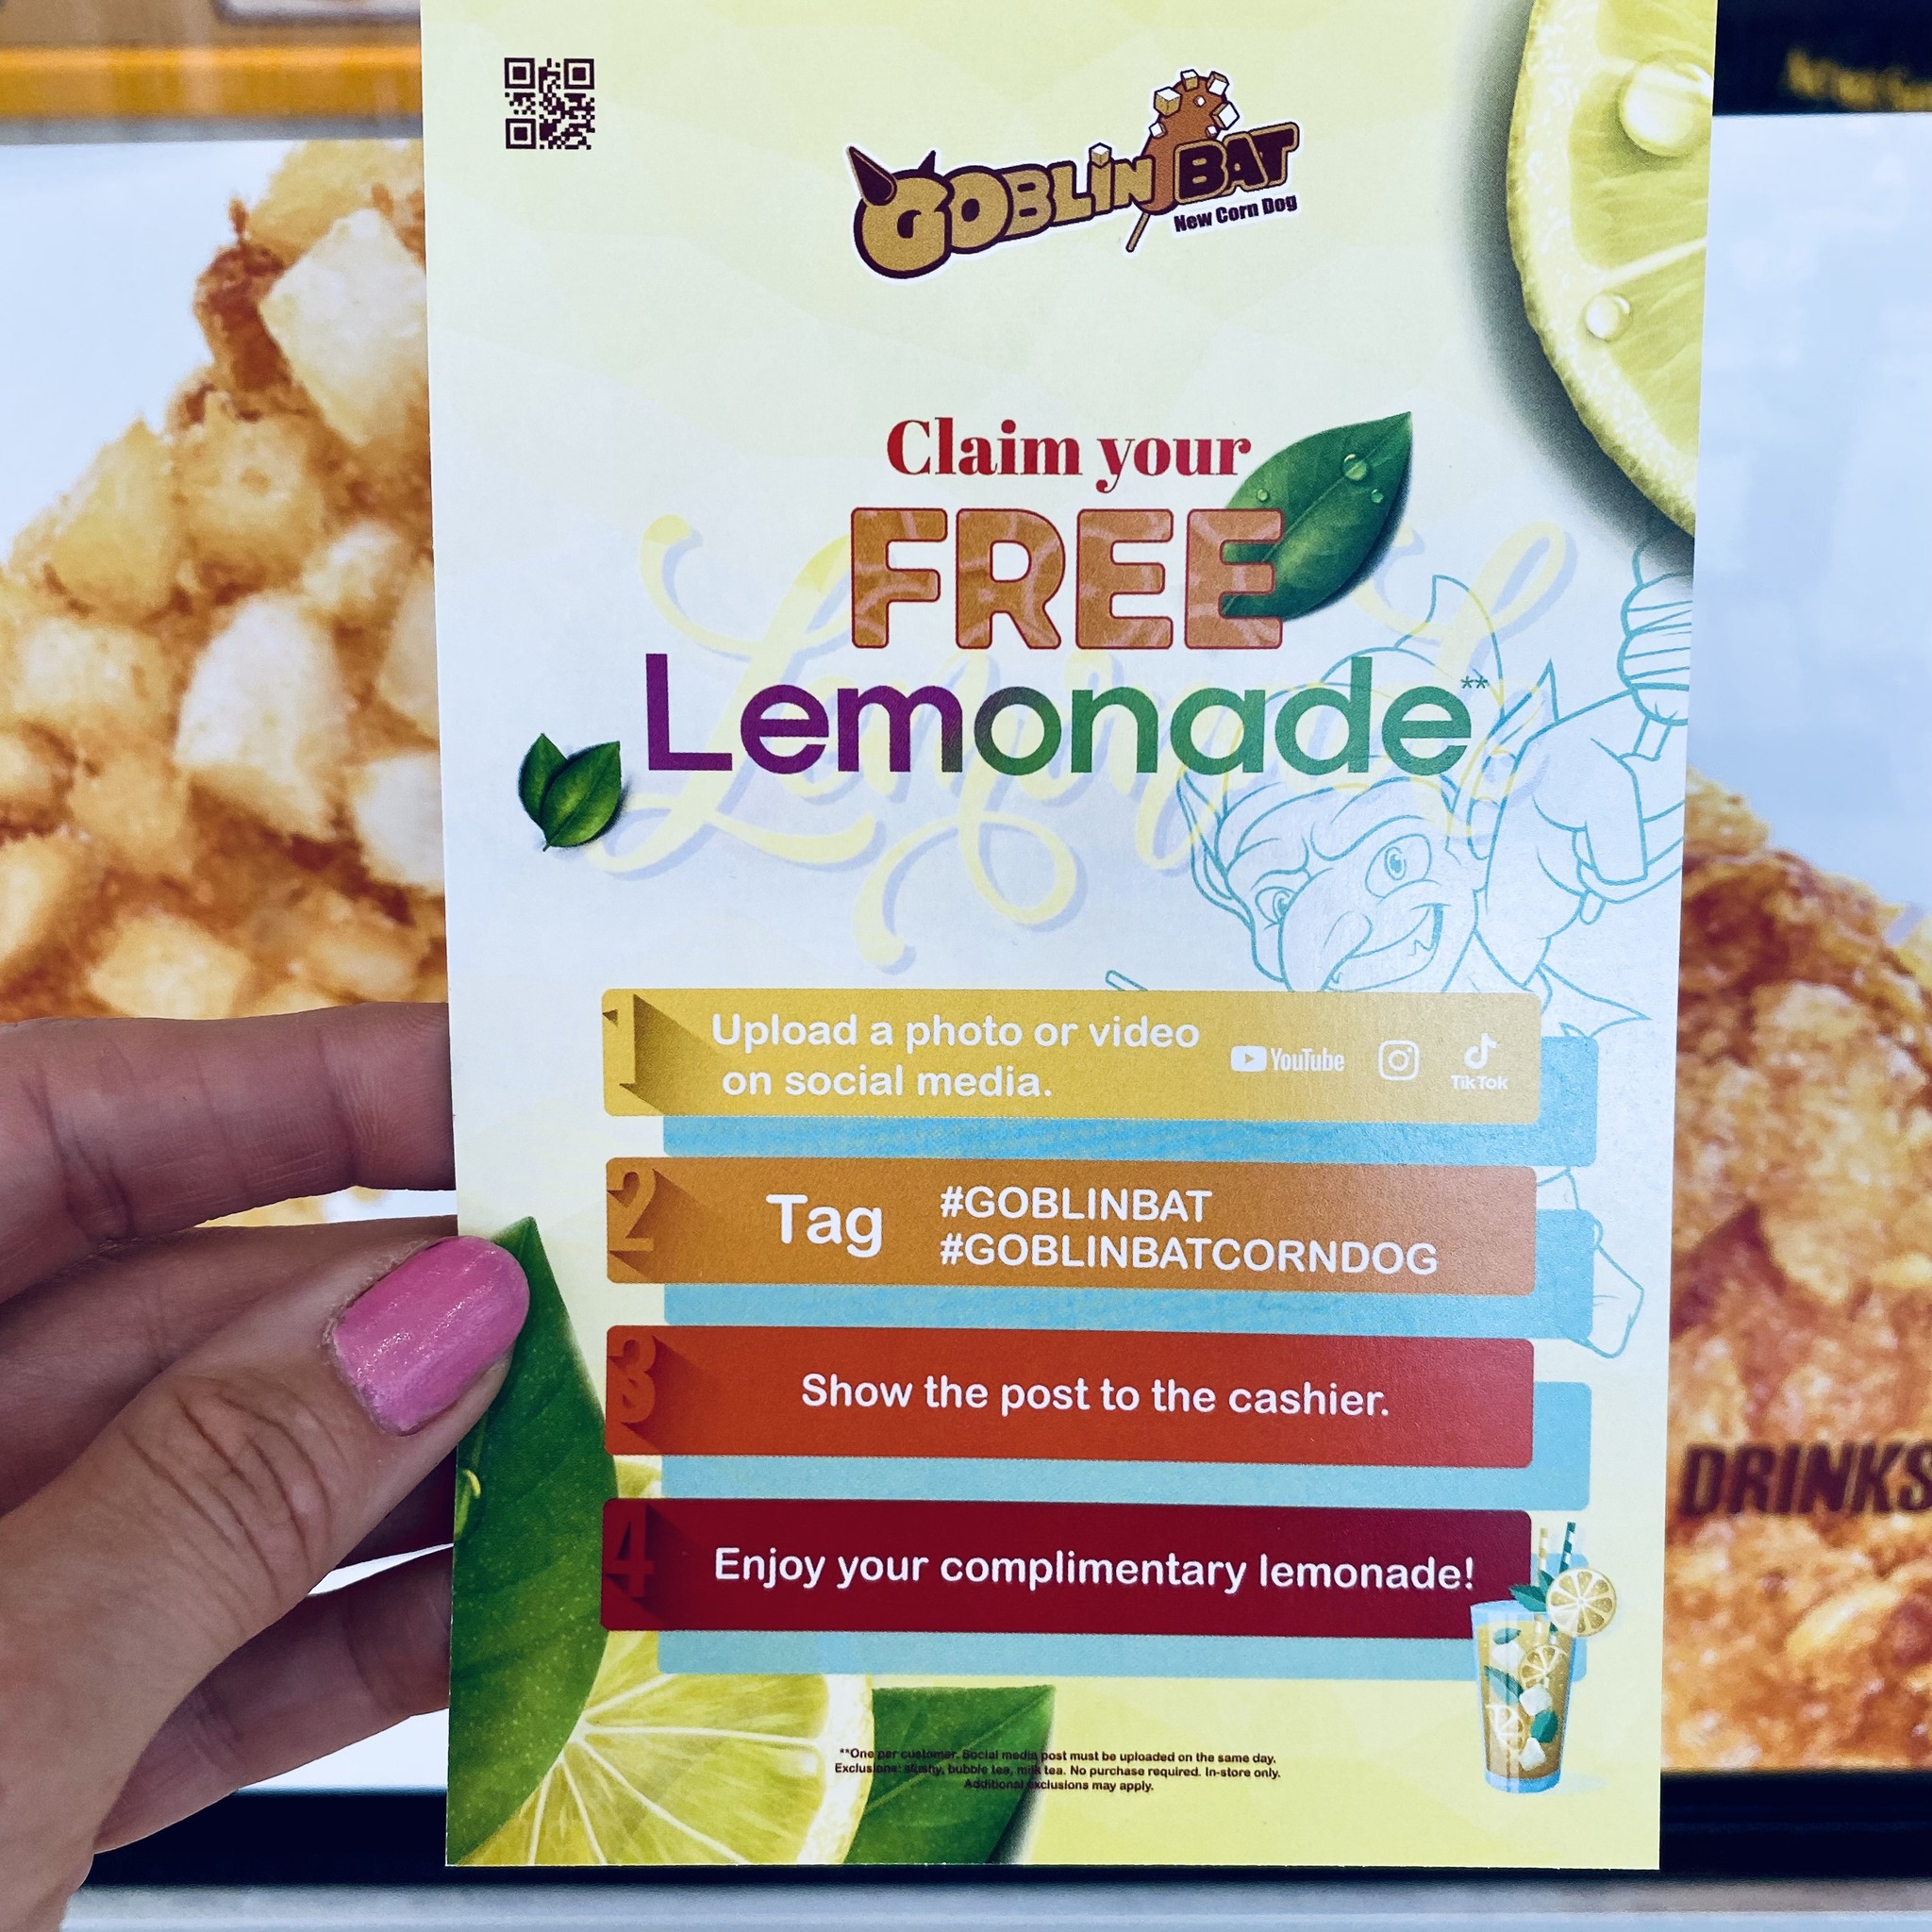 GOBLIN BAT
New Corn Dog
Claim your
FREE
Lemonade**
Lemonade
1
Upload a photo or video
on social media.
YouTube
TikTok
2
Tag
#GOBLINBAT
#GOBLINBATCORNDOG
3
Show the post to the cashier.
4
Enjoy your complimentary lemonade!
**One per customer. Social media post must be uploaded on the same day.
Exclusions: slushy, bubble tea, milk tea. No purchase required. In-store only.
Additional exclusions may apply.
DRINKS